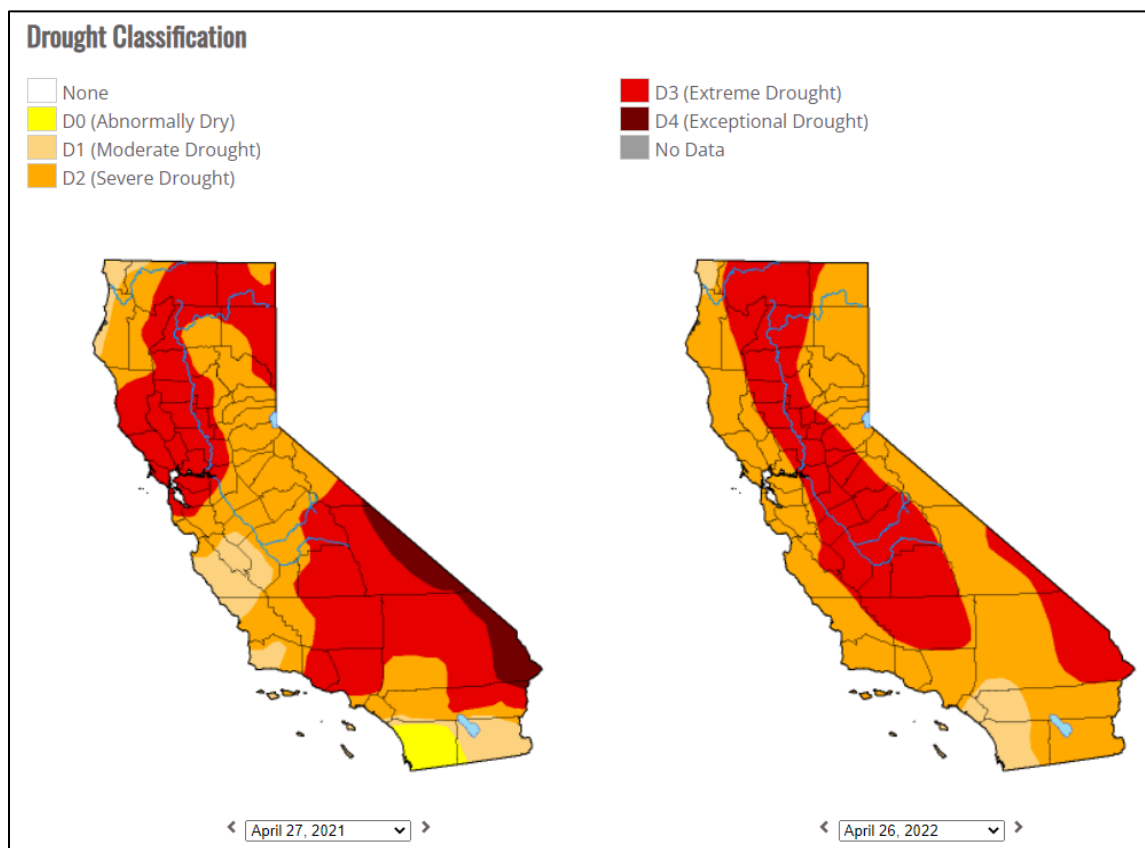 Drought Classification
None
D0 (Abnormally Dry)
D1 (Moderate Drought)
D2 (Severe Drought)
D3 (Extreme Drought)
D4 (Exceptional Drought)
No Data
April 27, 2021
April 26, 2022